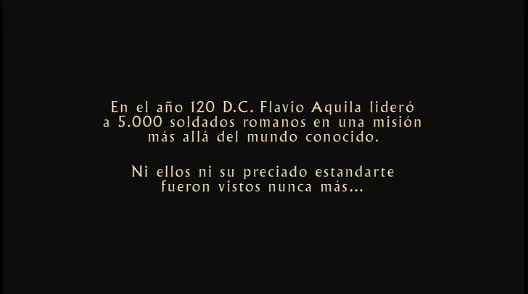 En el año 120 D.C. Flavio Aquila lideró
a 5.000 soldados romanos en una misión
más allá del mundo conocido.
Ni ellos ni su preciado estandarte
fueron vistos nunca más...